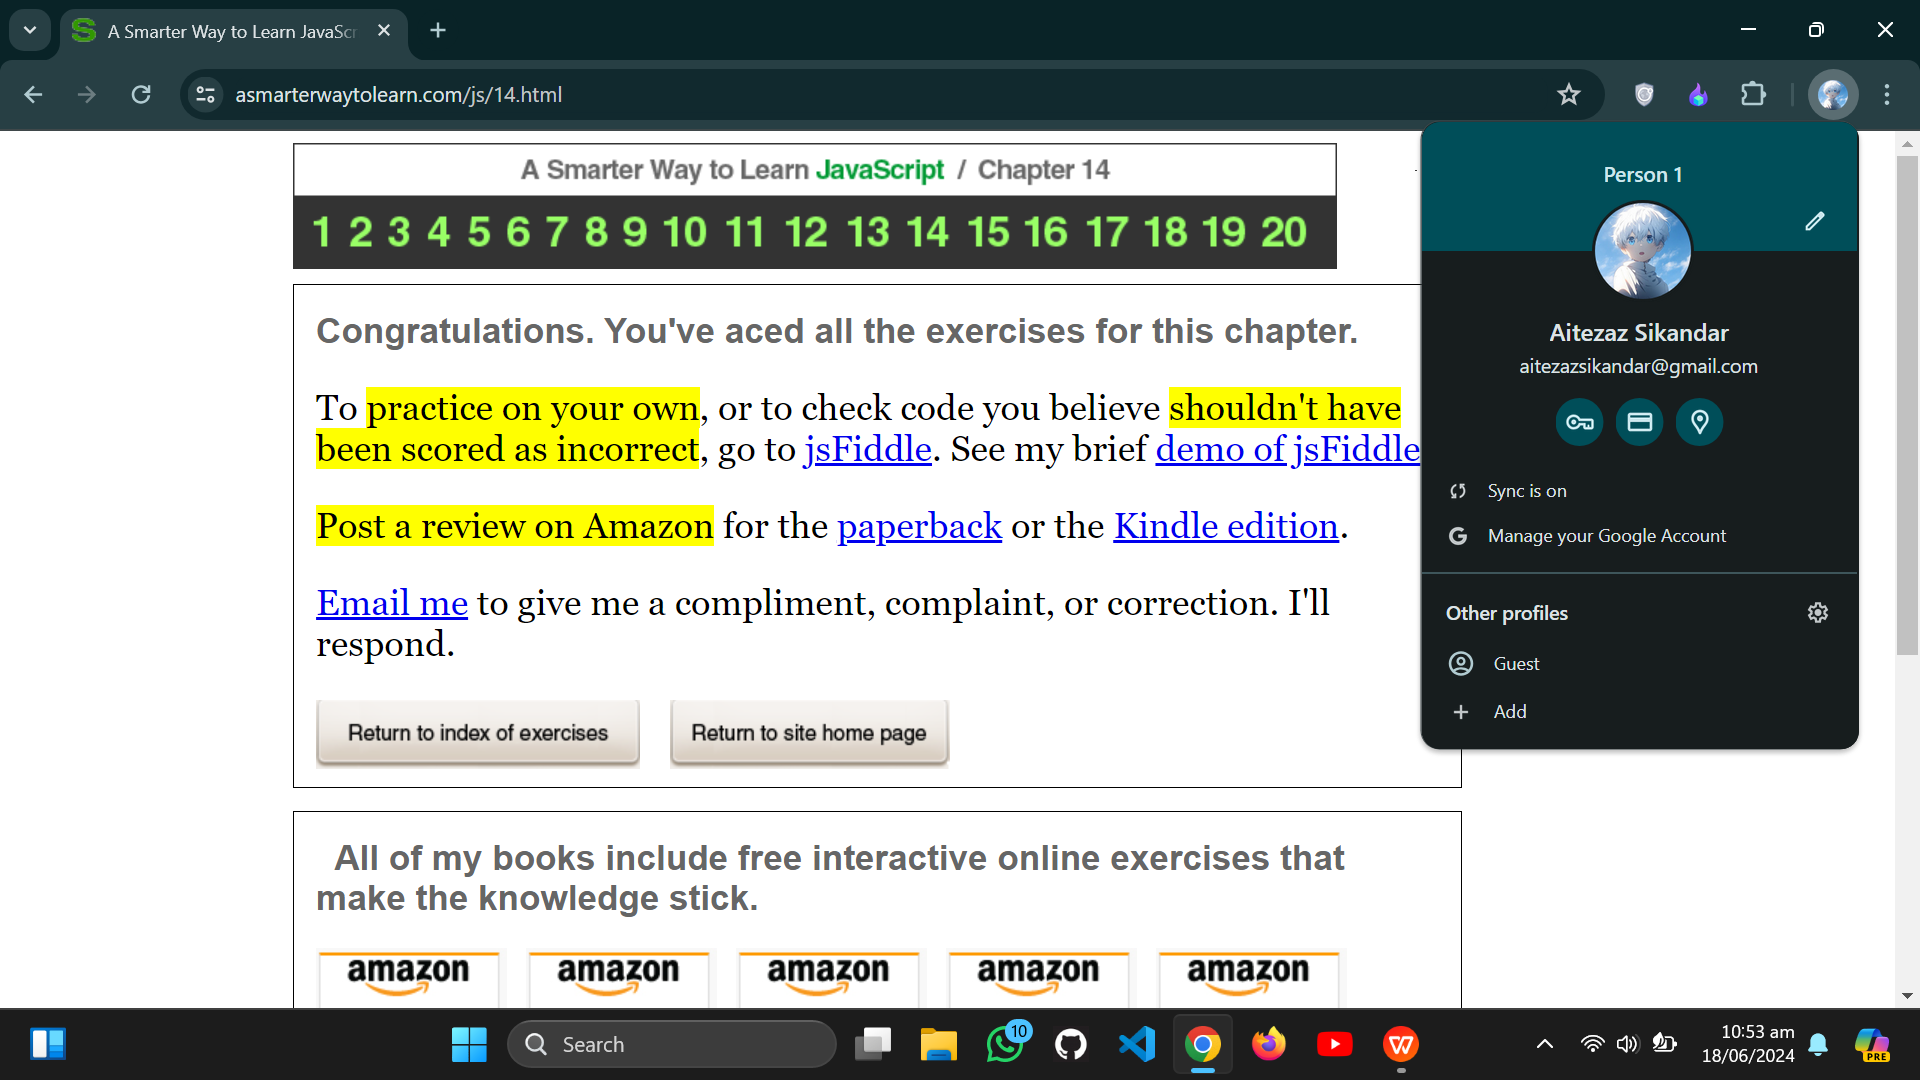 A Smarter Way to Learn JavaScr
asmarterwaytolearn.com/js/14.html
A Smarter Way to Learn JavaScript / Chapter 14
1 2 3 4 5 6 7 8 9 10 11 12 13 14 15 16 17 18 19 20
Congratulations. You've aced all the exercises for this chapter.
To practice on your own, or to check code you believe shouldn't have
been scored as incorrect, go to jsFiddle. See my brief demo of jsFiddle
Post a review on Amazon for the paperback or the Kindle edition.
Email me to give me a compliment, complaint, or correction. I'll
respond.
Return to index of exercises
Return to site home page
All of my books include free interactive online exercises that
make the knowledge stick.
amazon amazon amazon amazon amazon
Person 1
Aitezaz Sikandar
aitezazsikandar@gmail.com
Sync is on
G Manage your Google Account
Other profiles
Guest
Add
Search
10
W
10:53 am
18/06/2024
PRE